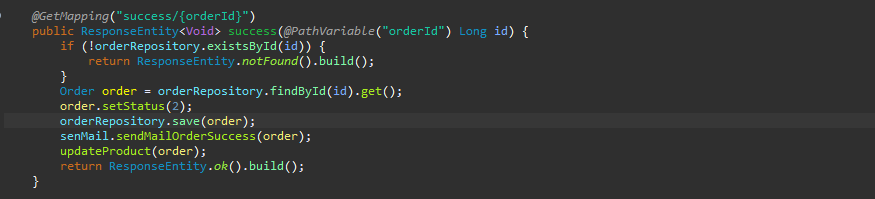 @GetMapping("success/{orderId}")
public ResponseEntity<Void> success(@PathVariable("orderId") Long id) {
if (!orderRepository.existsById(id)) {
return ResponseEntity.notFound().build();
}
Order order = orderRepository.findById(id).get();
order.setStatus(2);
orderRepository.save(order);
senMail.sendMailOrderSuccess(order);
updateProduct(order);
return ResponseEntity.ok().build();
}